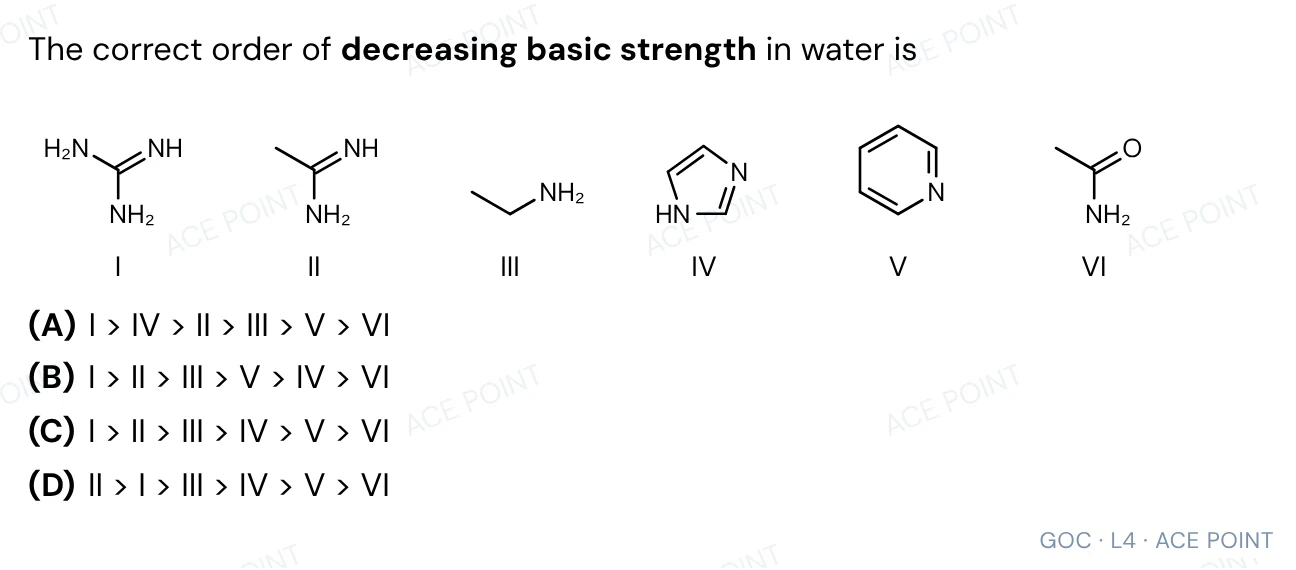 The correct order of decreasing basic strength in water is
H₂N NH
NH₂
I
NH
NH₂
II
NH₂
III
N
HN
IV
N
V
O
NH₂
VI
(A) I > IV > II > III > V > VI
(B) I > II > III > V > IV > VI
(C) I > II > III > IV > V > VI
(D) II > I > III > IV > V > VI
GOC · L4 · ACE POINT
ACE POINT